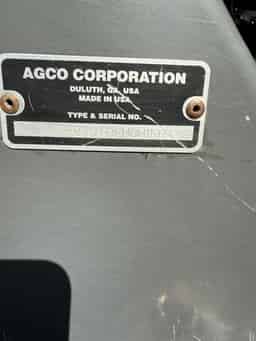 AGCO CORPORATION
DULUTH, GA. USA
MADE IN USA
TYPE & SERIAL NO.